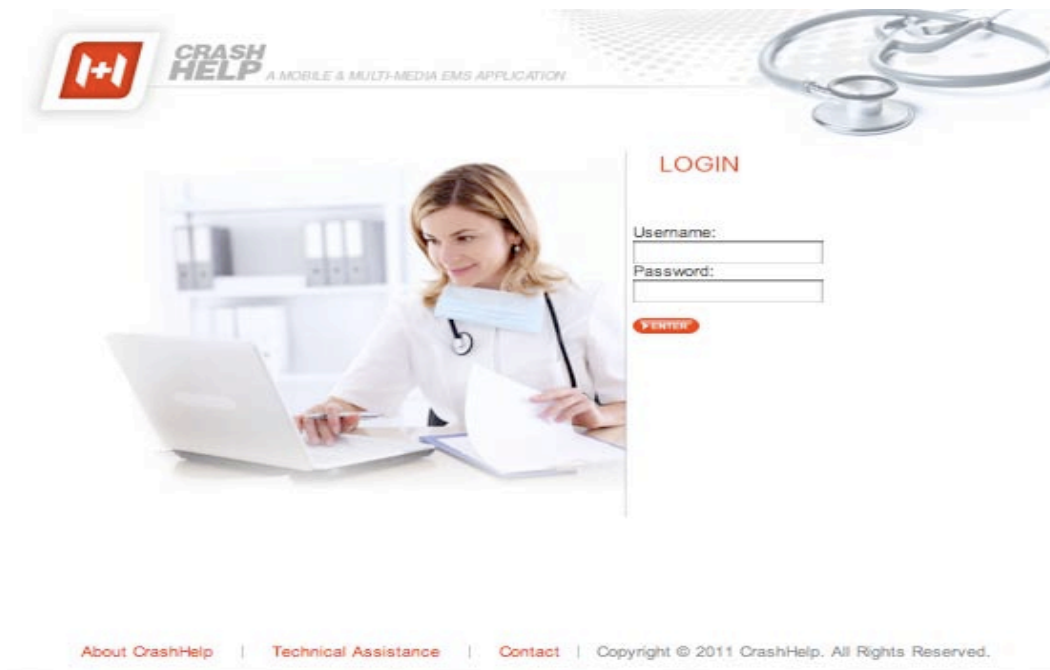 CRASH
HELP A MOBILE & MULTI-MEDIA EMS APPLICATION
LOGIN
Username:
Password:
ENTER
About CrashHelp | Technical Assistance | Contact | Copyright © 2011 CrashHelp. All Rights Reserved.